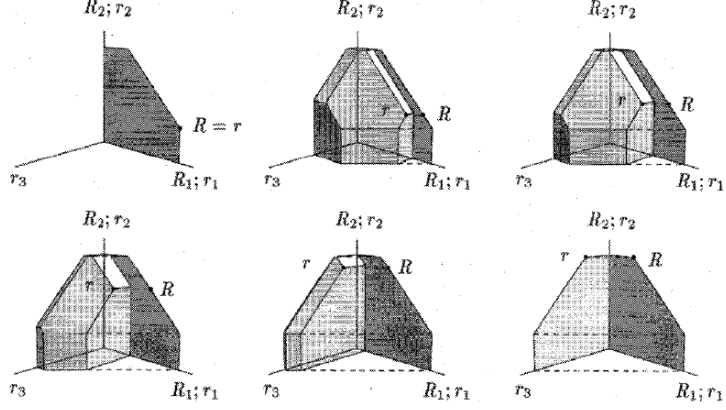 R₂; r₂ R₂; r₂ R₂; r₂
R = r r R r R
r₃ R₁; r₁ r₃ R₁; r₁ r₃ R₁; r₁
R₂; r₂ R₂; r₂ R₂; r₂
r R r R r R
r₃ R₁; r₁ r₃ R₁; r₁ r₃ R₁; r₁